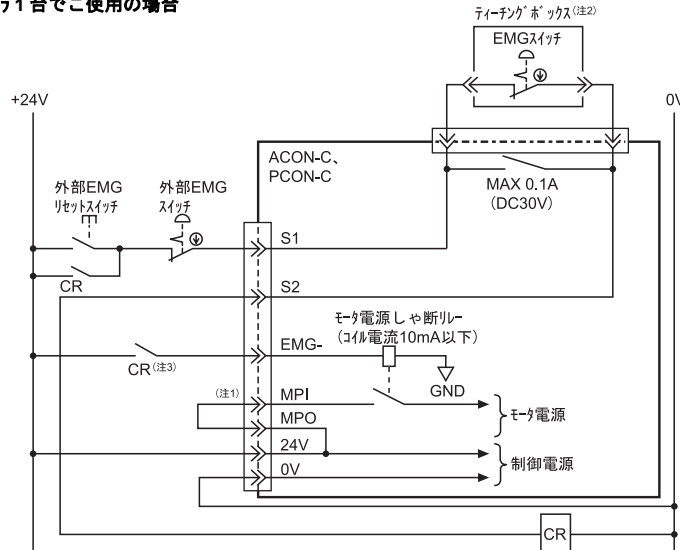 1台でご使用の場合
ティーチングボックス(注2)
EMGスイッチ
+24V
0V
ACON-C、
PCON-C
MAX 0.1A
(DC30V)
外部EMG
リセットスイッチ
外部EMG
スイッチ
S1
CR
S2
モータ電源しゃ断リレー
(コイル電流10mA以下)
EMG-
CR(注3)
GND
(注1)
MPI
MPO
モータ電源
24V
制御電源
0V
CR